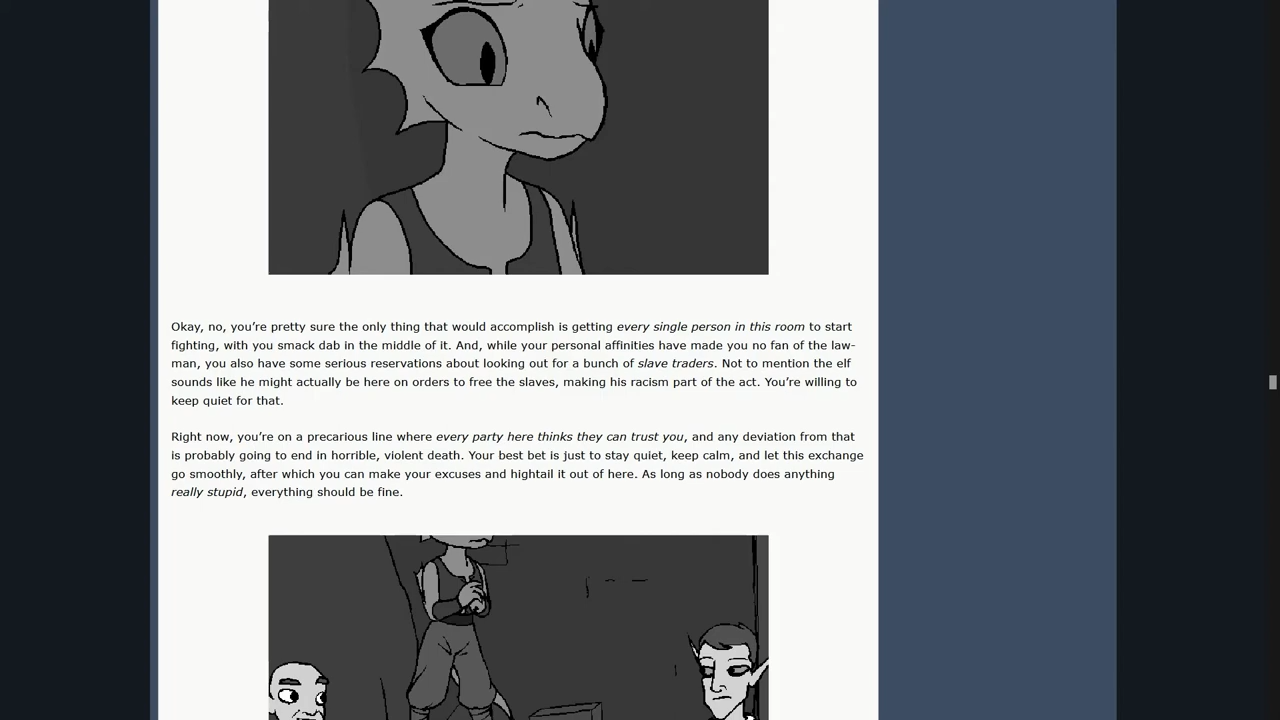 Okay, no, you’re pretty sure the only thing that would accomplish is getting every single person in this room to start
fighting, with you smack dab in the middle of it. And, while your personal affinities have made you no fan of the law-
man, you also have some serious reservations about looking out for a bunch of slave traders. Not to mention the elf
sounds like he might actually be here on orders to free the slaves, making his racism part of the act. You’re willing to
keep quiet for that.
Right now, you’re on a precarious line where every party here thinks they can trust you, and any deviation from that
is probably going to end in horrible, violent death. Your best bet is just to stay quiet, keep calm, and let this exchange
go smoothly, after which you can make your excuses and hightail it out of here. As long as nobody does anything
really stupid, everything should be fine.